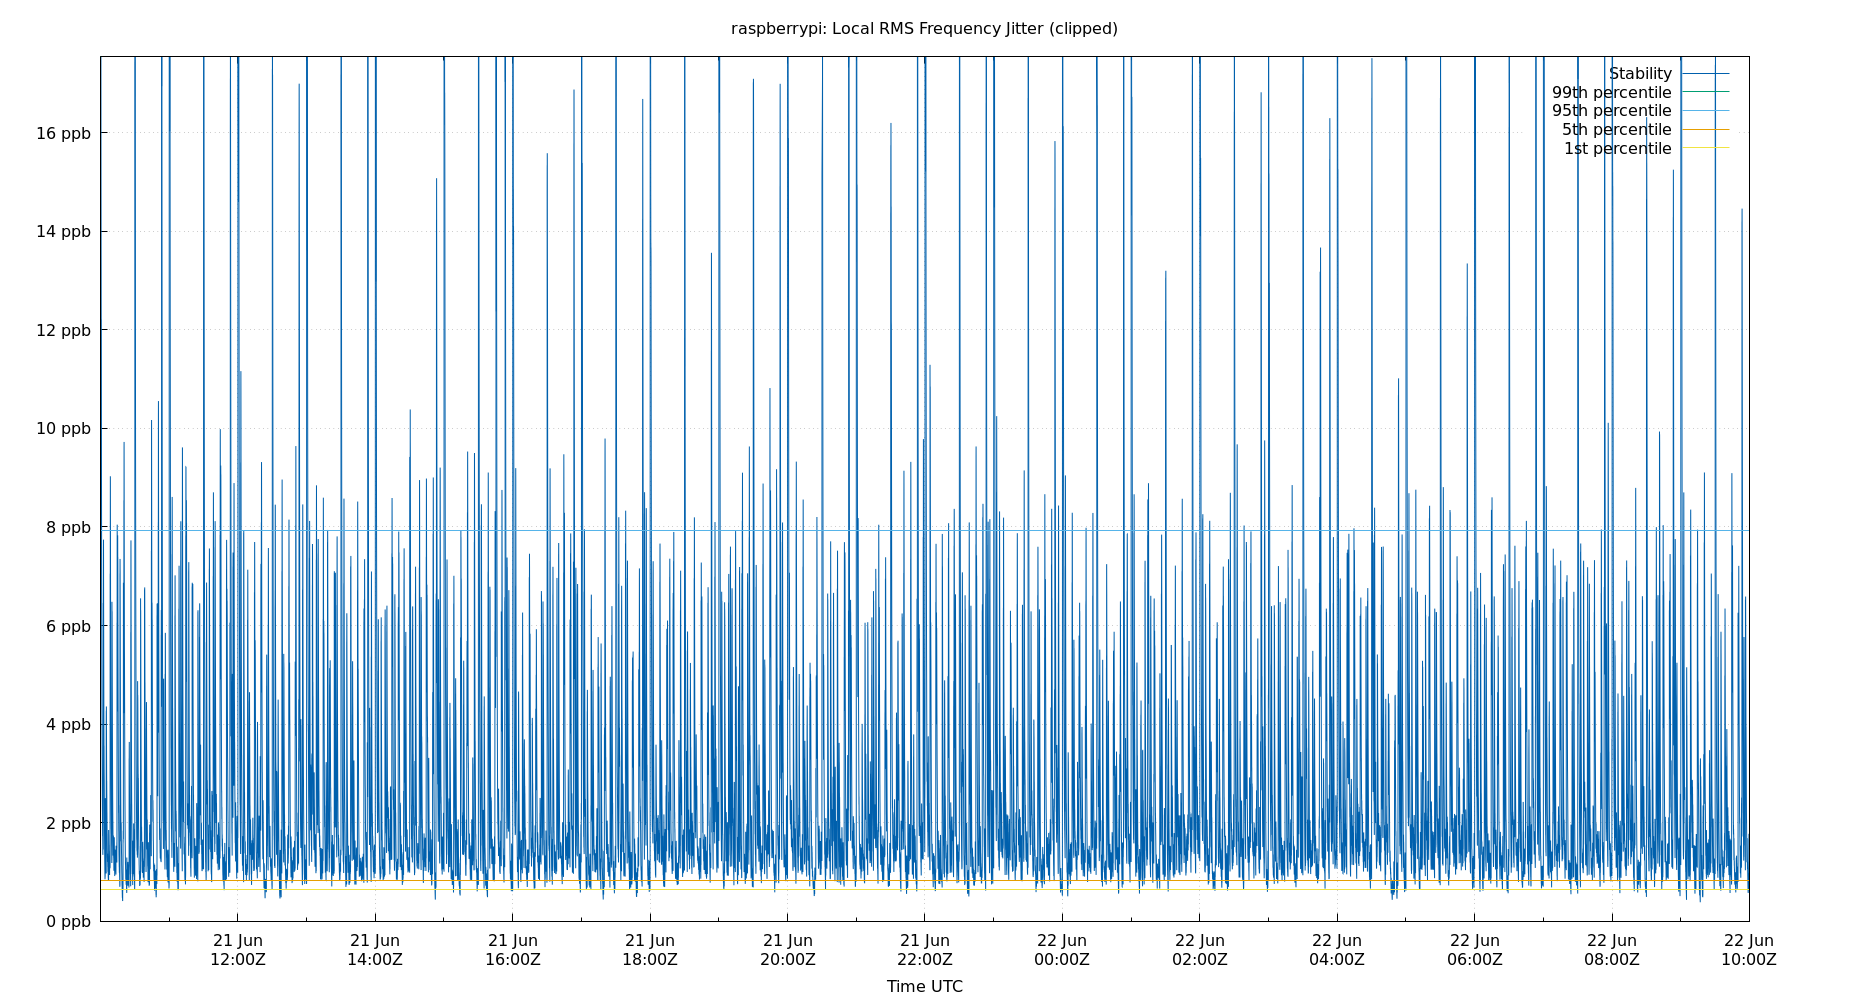 raspberrypi: Local RMS Frequency Jitter (clipped)
Stability
99th percentile
95th percentile
5th percentile
1st percentile
16 ppb
14 ppb
12 ppb
10 ppb
8 ppb
6 ppb
4 ppb
2 ppb
0 ppb
21 Jun 21 Jun 21 Jun 21 Jun 21 Jun 21 Jun 22 Jun 22 Jun 22 Jun 22 Jun 22 Jun 22 Jun
12:00Z 14:00Z 16:00Z 18:00Z 20:00Z 22:00Z 00:00Z 02:00Z 04:00Z 06:00Z 08:00Z 10:00Z
Time UTC